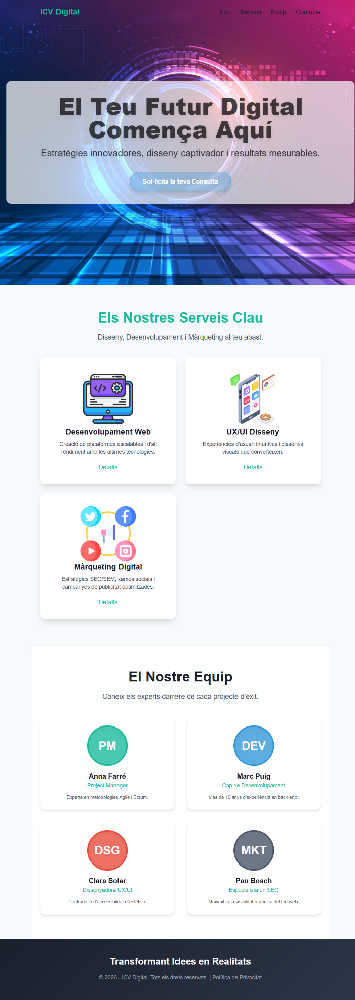 ICV Digital
Inici Serveis Equip Contacte
El Teu Futur Digital
Comença Aquí
Estratègies innovadores, disseny captivador i resultats mesurables.
Sol·licita la teva Consulta
Els Nostres Serveis Clau
Disseny, Desenvolupament i Màrqueting al teu abast.
Desenvolupament Web
Creació de plataformes escalables i d'alt
rendiment amb les últimes tecnologies.
Detalls
UX/UI Disseny
Experiències d'usuari intuïtives i dissenys
visuals que converteixen.
Detalls
Màrqueting Digital
Estratègies SEO/SEM, xarxes socials i
campanyes de publicitat optimitzades.
Detalls
El Nostre Equip
Coneix els experts darrere de cada projecte d'èxit.
PM
Anna Farré
Project Manager
Experta en metodologies Agile i Scrum.
DEV
Marc Puig
Cap de Desenvolupament
Més de 10 anys d'experiència en back-end.
DSG
Clara Soler
Dissenyadora UX/UI
Centrada en l'accessibilitat i l'estètica.
MKT
Pau Bosch
Especialista en SEO
Maximitza la visibilitat orgànica del teu web.
Transformant Idees en Realitats
© 2026 - ICV Digital. Tots els drets reservats. | Política de Privacitat